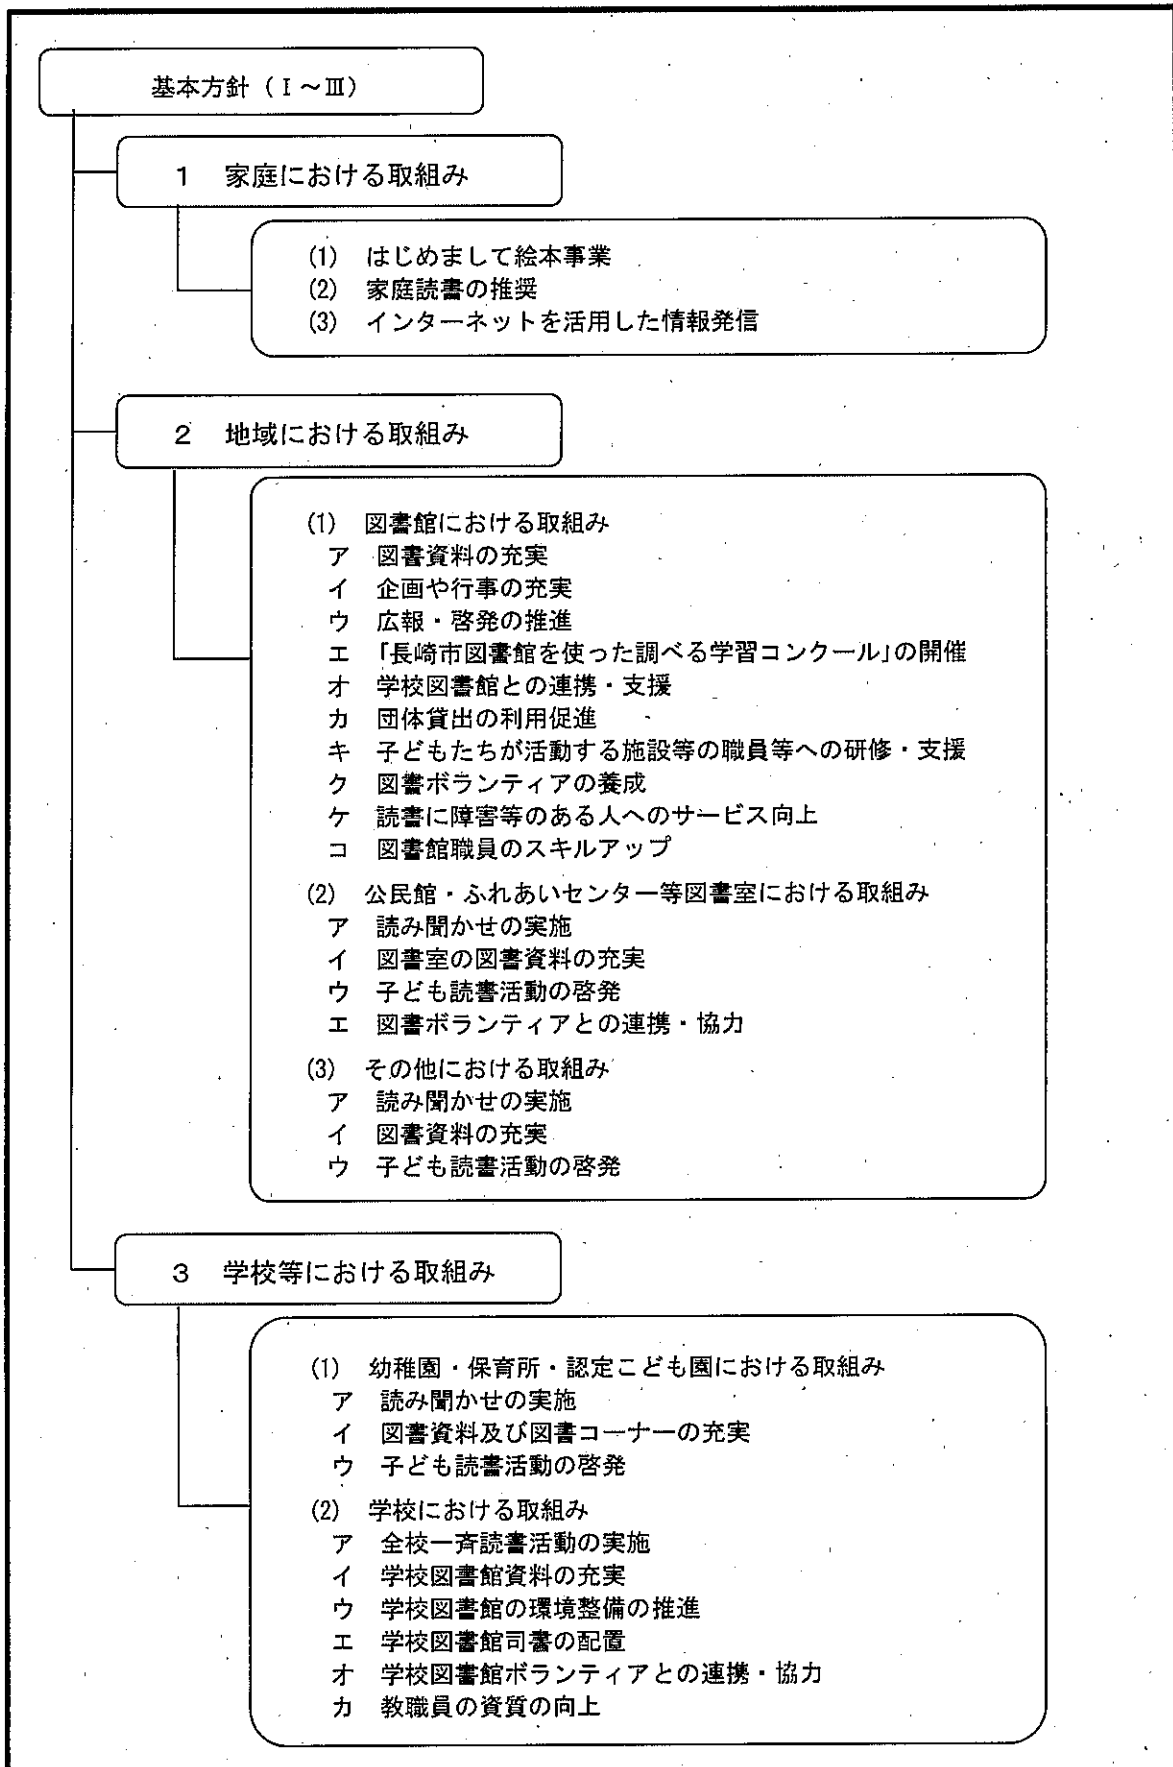 基本方針（Ⅰ～Ⅲ）
1　家庭における取組み
(1)　はじめまして絵本事業
(2)　家庭読書の推奨
(3)　インターネットを活用した情報発信
2　地域における取組み
(1)　図書館における取組み
ア　図書資料の充実
イ　企画や行事の充実
ウ　広報・啓発の推進
エ　「長崎市図書館を使った調べる学習コンクール」の開催
オ　学校図書館との連携・支援
カ　団体貸出の利用促進
キ　子どもたちが活動する施設等の職員等への研修・支援
ク　図書ボランティアの養成
ケ　読書に障害等のある人へのサービス向上
コ　図書館職員のスキルアップ
(2)　公民館・ふれあいセンター等図書室における取組み
ア　読み聞かせの実施
イ　図書室の図書資料の充実
ウ　子ども読書活動の啓発
エ　図書ボランティアとの連携・協力
(3)　その他における取組み
ア　読み聞かせの実施
イ　図書資料の充実
ウ　子ども読書活動の啓発
3　学校等における取組み
(1)　幼稚園・保育所・認定こども園における取組み
ア　読み聞かせの実施
イ　図書資料及び図書コーナーの充実
ウ　子ども読書活動の啓発
(2)　学校における取組み
ア　全校一斉読書活動の実施
イ　学校図書館資料の充実
ウ　学校図書館の環境整備の推進
エ　学校図書館司書の配置
オ　学校図書館ボランティアとの連携・協力
カ　教職員の資質の向上